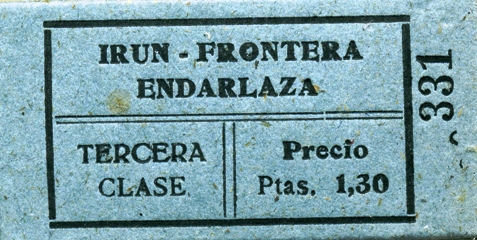 IRUN - FRONTERA
ENDARLAZA
TERCERA
CLASE
Precio
Ptas. 1,30
331